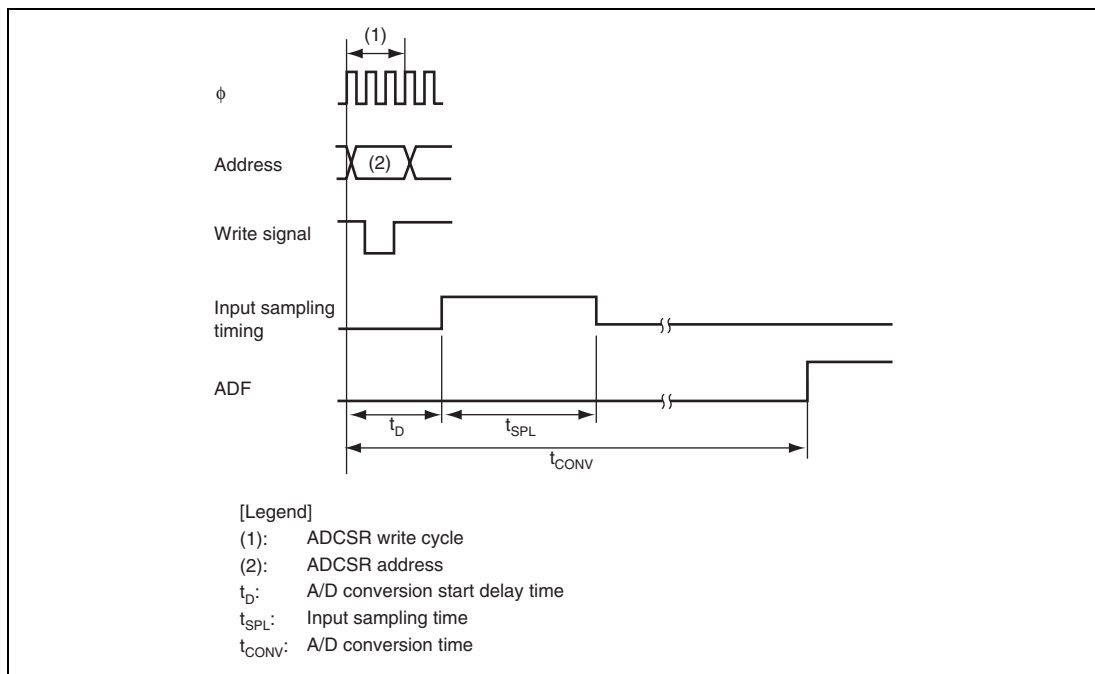 (1)
ϕ
Address
(2)
Write signal
Input sampling
timing
ADF
tD
tSPL
tCONV
[Legend]
(1): ADCSR write cycle
(2): ADCSR address
tD: A/D conversion start delay time
tSPL: Input sampling time
tCONV: A/D conversion time